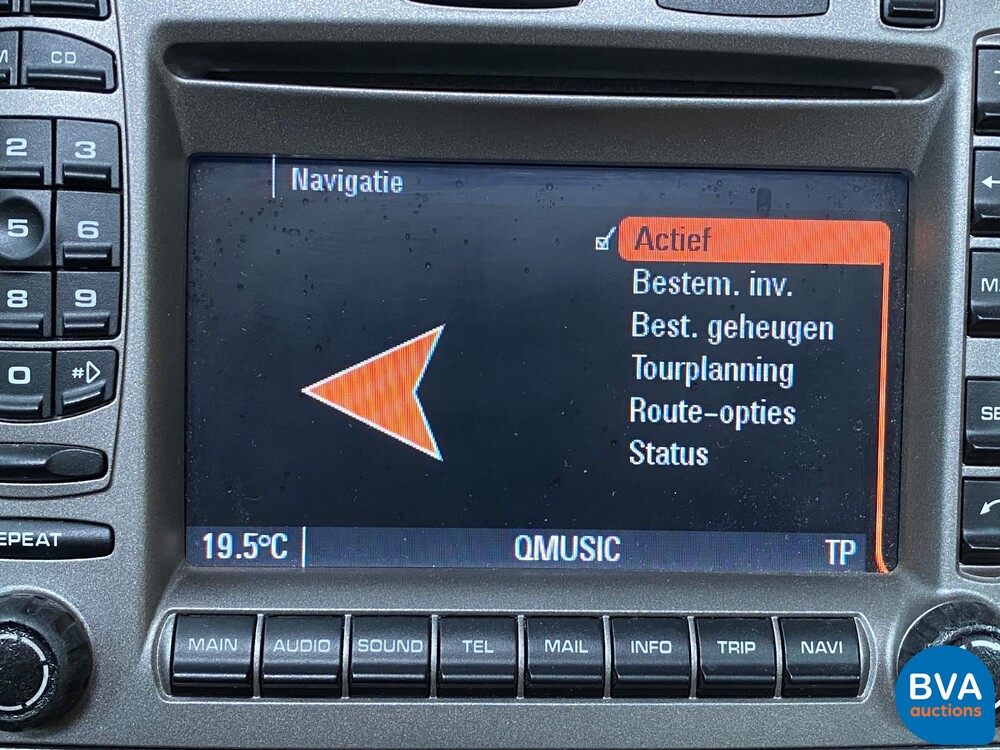 CD
2 3
5 6
8 9
0 #
Navigatie
Actief
Bestem. inv.
Best. geheugen
Tourplanning
Route-opties
Status
19.5°C QMUSIC TP
MAIN AUDIO SOUND TEL MAIL INFO TRIP NAVI
BVA
auctions